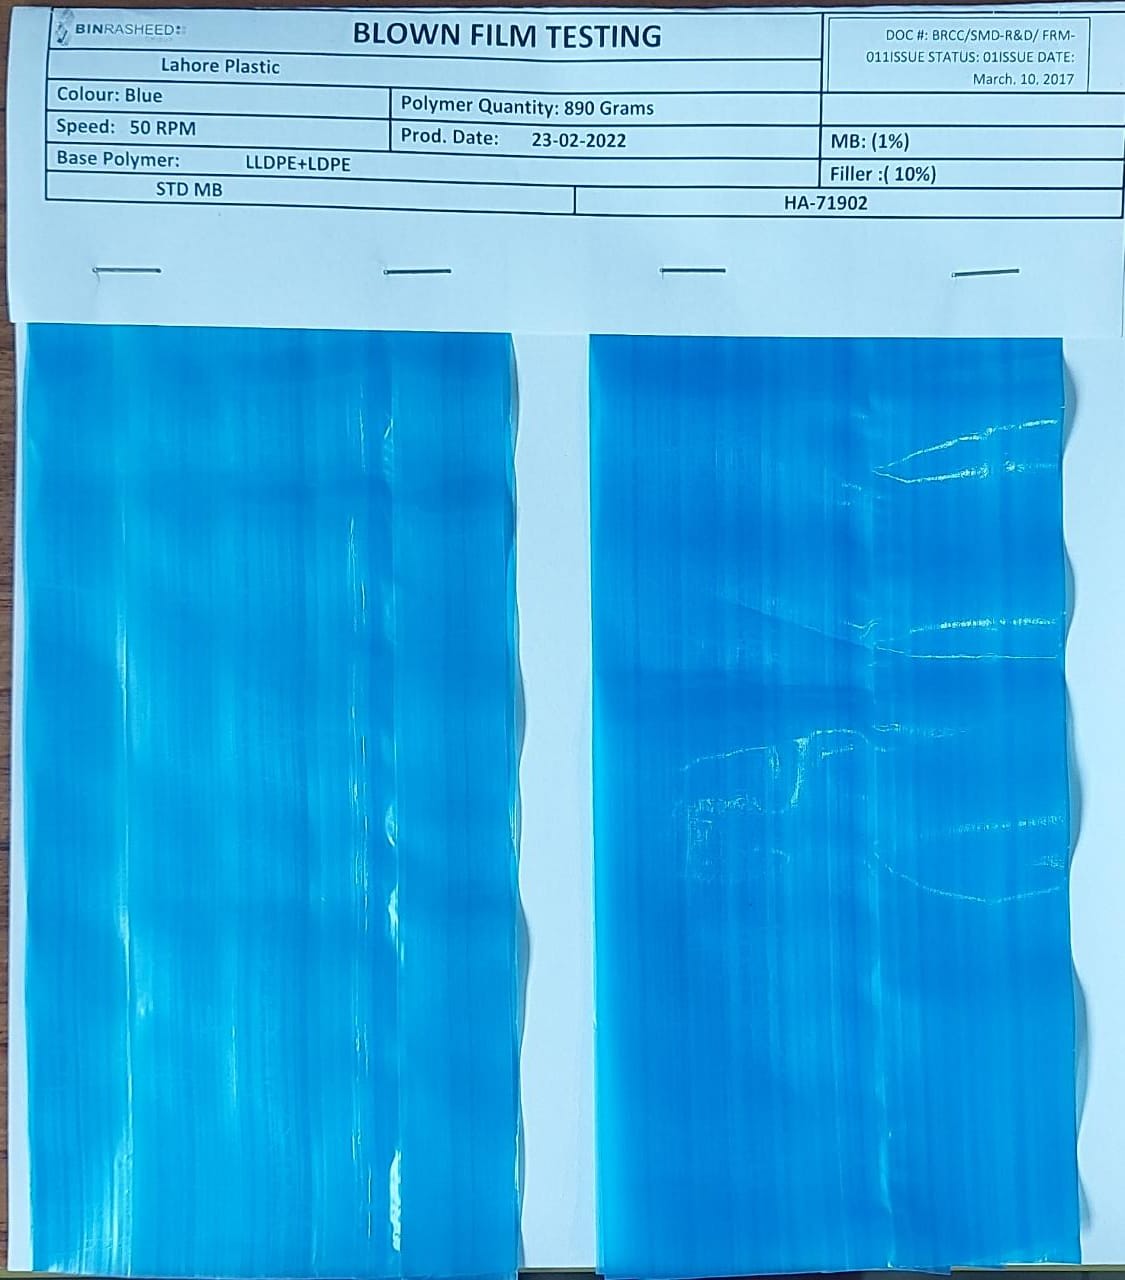 BINRASHEED
BLOWN FILM TESTING
DOC #: BRCC/SMD-R&D/ FRM-
011ISSUE STATUS: 01ISSUE DATE:
March. 10, 2017
Lahore Plastic
Colour: Blue
Polymer Quantity: 890 Grams
Speed: 50 RPM
Prod. Date: 23-02-2022
MB: (1%)
Base Polymer: LLDPE+LDPE
Filler :( 10%)
STD MB
HA-71902